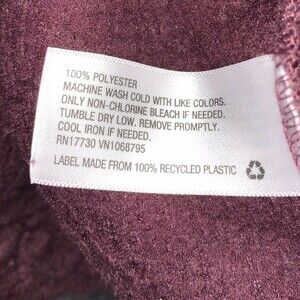 100% POLYESTER
MACHINE WASH COLD WITH LIKE COLORS.
ONLY NON-CHLORINE BLEACH IF NEEDED.
TUMBLE DRY LOW. REMOVE PROMPTLY.
COOL IRON IF NEEDED.
RN17730 VN1068795
LABEL MADE FROM 100% RECYCLED PLASTIC